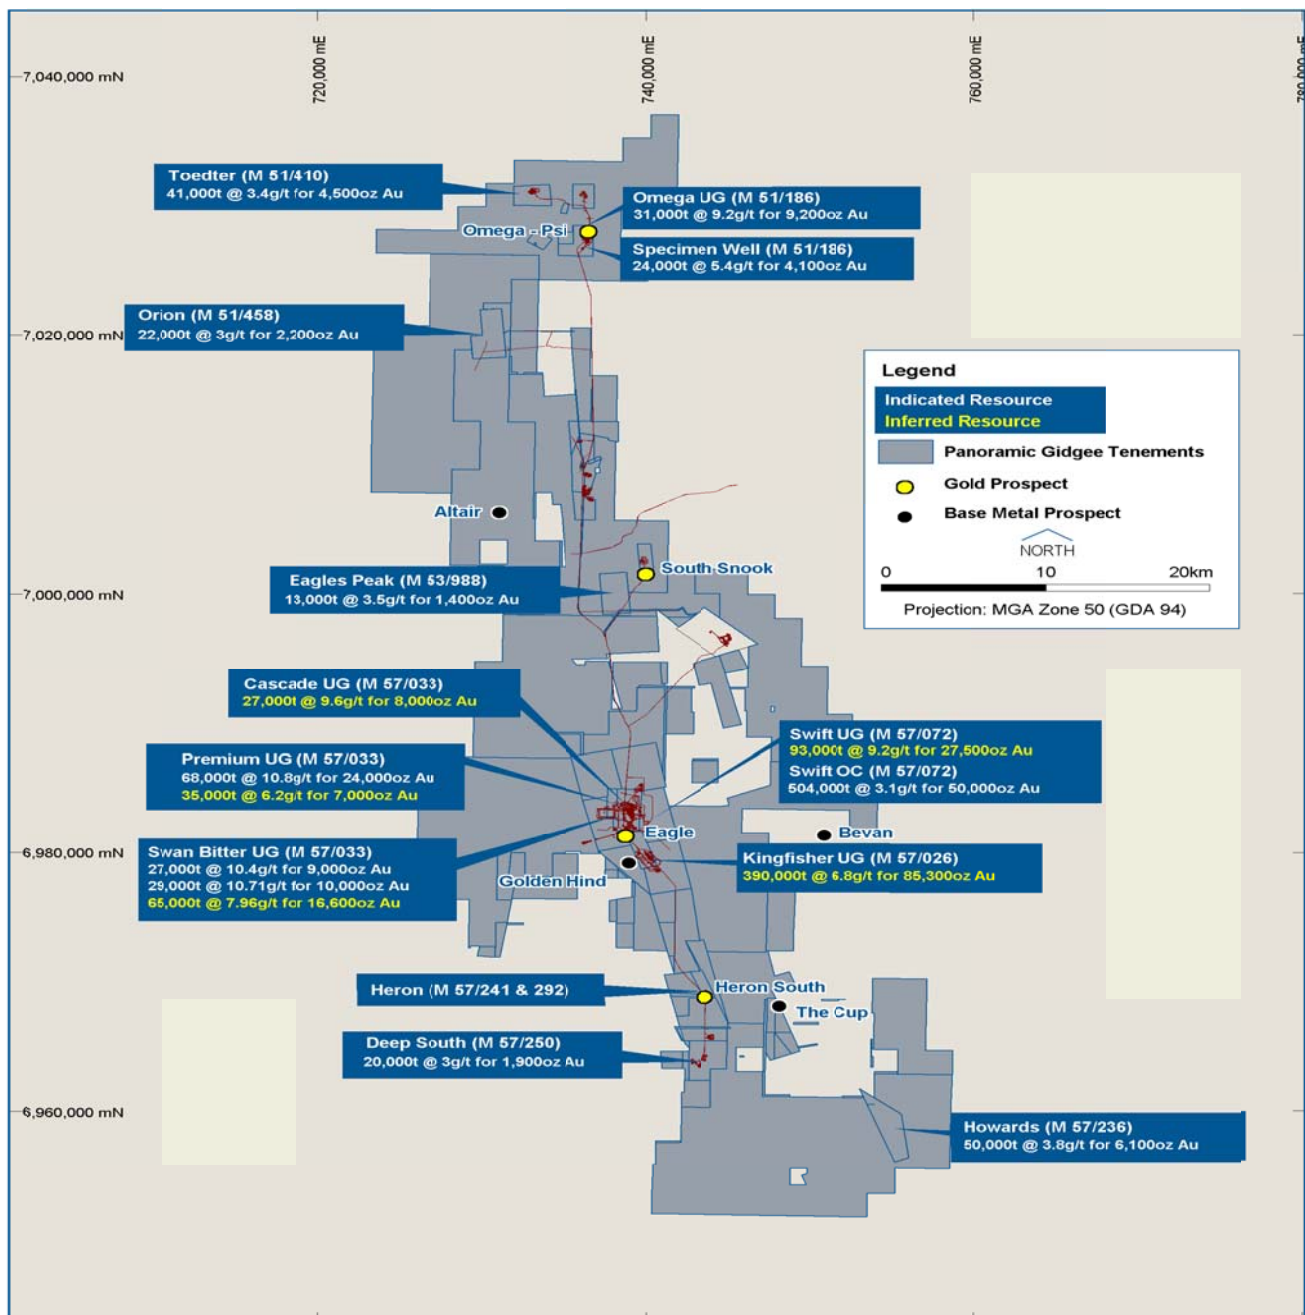 720,000 mE
740,000 mE
760,000 mE
780,000 mE
7,040,000 mN
Toedter (M 51/410)
41,000t @ 3.4g/t for 4,500oz Au
Omega UG (M 51/186)
31,000t @ 9.2g/t for 9,200oz Au
Omega - Psi
Specimen Well (M 51/186)
24,000t @ 5.4g/t for 4,100oz Au
Orion (M 51/458)
22,000t @ 3g/t for 2,200oz Au
7,020,000 mN
Legend
Indicated Resource
Inferred Resource
Panoramic Gidgee Tenements
Gold Prospect
Base Metal Prospect
NORTH
0 10 20km
Projection: MGA Zone 50 (GDA 94)
Altair
South Snook
Eagles Peak (M 53/988)
13,000t @ 3.5g/t for 1,400oz Au
7,000,000 mN
Cascade UG (M 57/033)
27,000t @ 9.6g/t for 8,000oz Au
Premium UG (M 57/033)
68,000t @ 10.8g/t for 24,000oz Au
35,000t @ 6.2g/t for 7,000oz Au
Swift UG (M 57/072)
93,000t @ 9.2g/t for 27,500oz Au
Swift OC (M 57/072)
504,000t @ 3.1g/t for 50,000oz Au
Eagle
Bevan
6,980,000 mN
Swan Bitter UG (M 57/033)
27,000t @ 10.4g/t for 9,000oz Au
29,000t @ 10.71g/t for 10,000oz Au
65,000t @ 7.96g/t for 16,600oz Au
Golden Hind
Kingfisher UG (M 57/026)
390,000t @ 6.8g/t for 85,300oz Au
Heron (M 57/241 & 292)
Heron South
The Cup
Deep South (M 57/250)
20,000t @ 3g/t for 1,900oz Au
6,960,000 mN
Howards (M 57/236)
50,000t @ 3.8g/t for 6,100oz Au